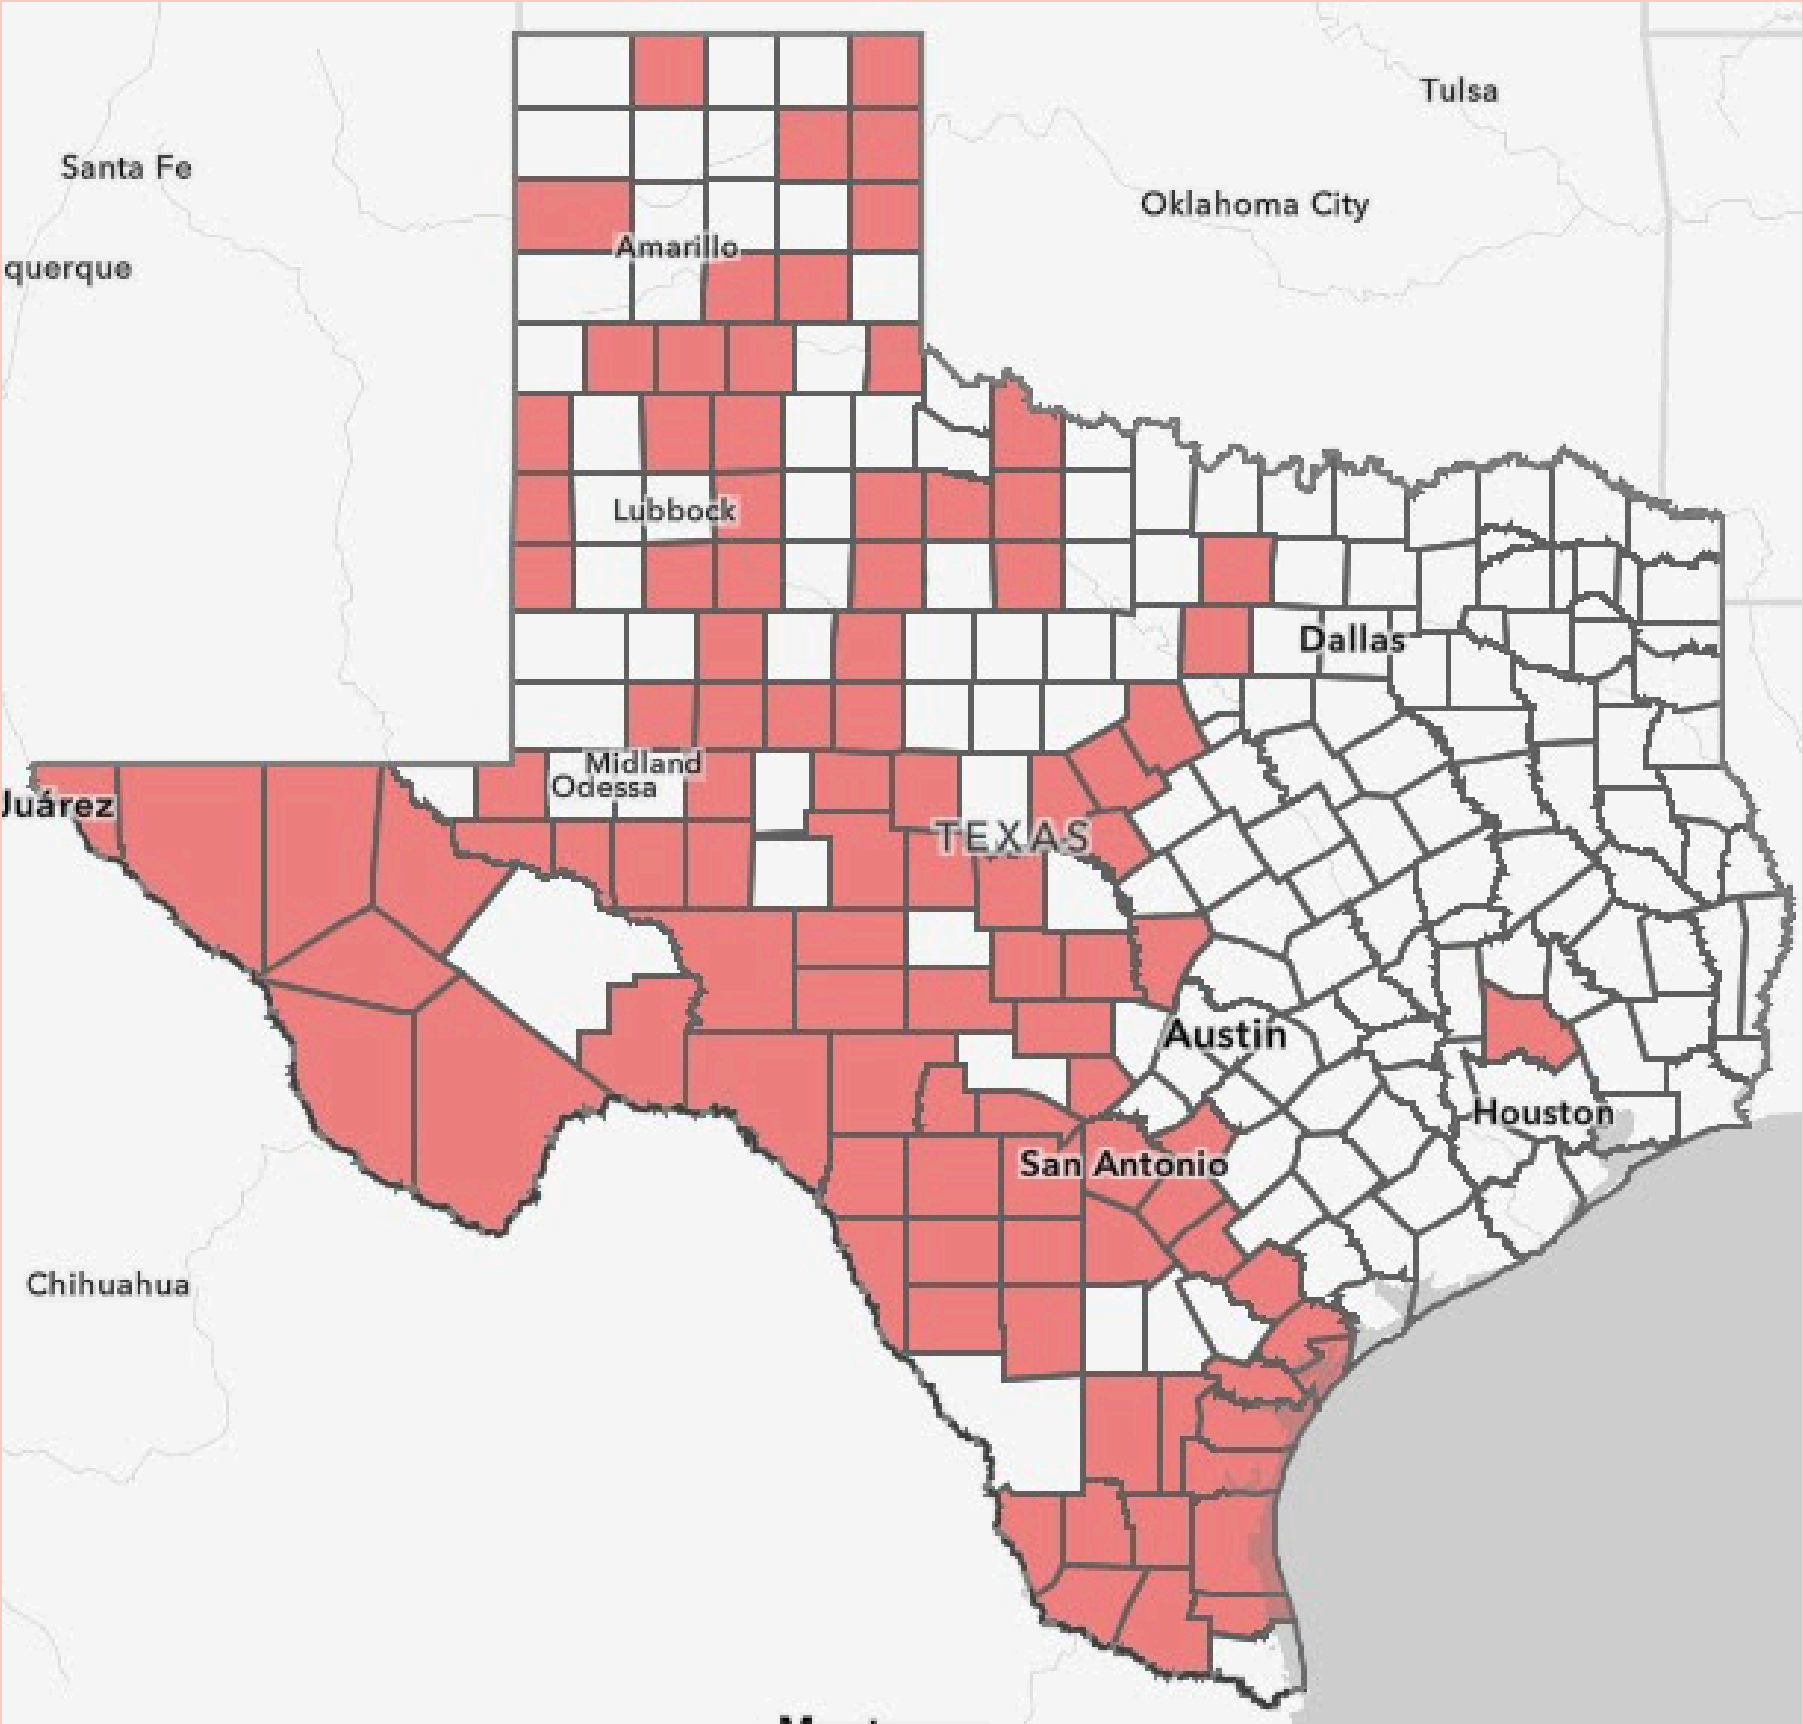 Tulsa
Santa Fe
Oklahoma City
Amarillo
querque
Lubbock
Dallas
Midland
Odessa
Juárez
TEXAS
Austin
Houston
San Antonio
Chihuahua